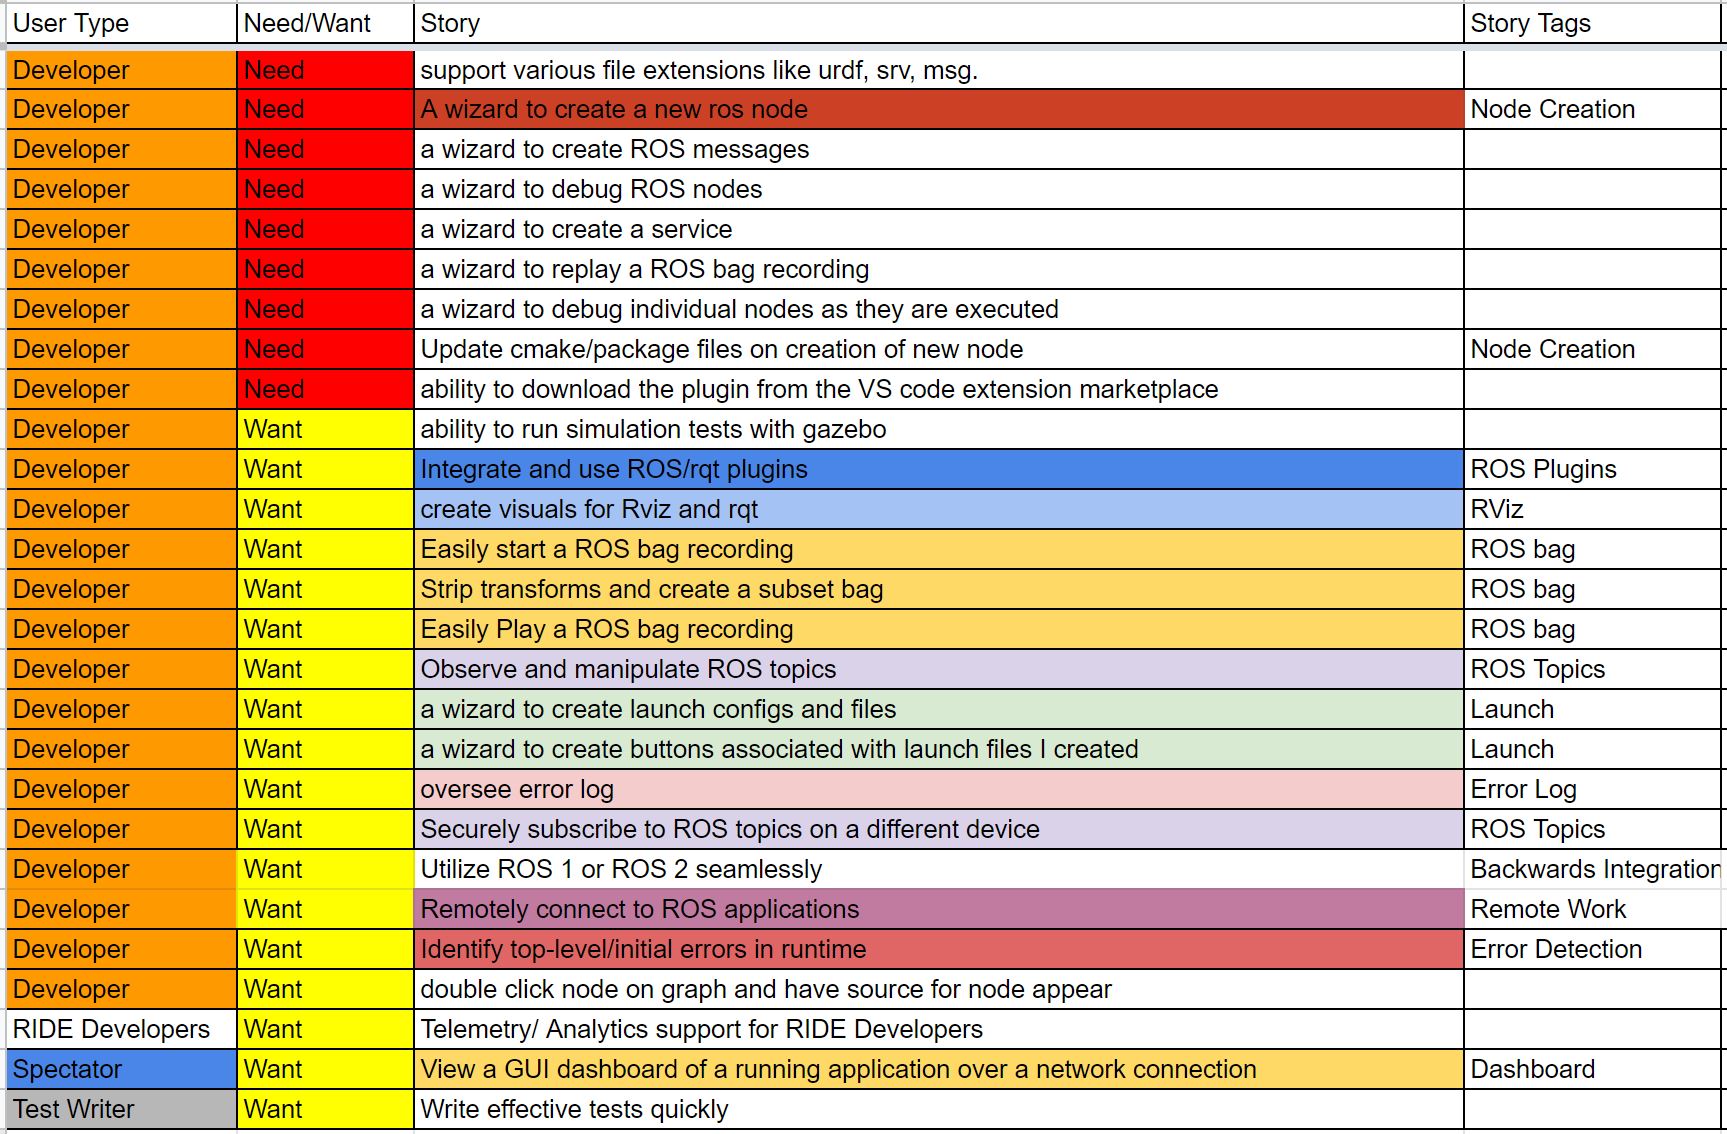 User Type Need/Want Story Story Tags
Developer Need support various file extensions like urdf, srv, msg.
Developer Need A wizard to create a new ros node Node Creation
Developer Need a wizard to create ROS messages
Developer Need a wizard to debug ROS nodes
Developer Need a wizard to create a service
Developer Need a wizard to replay a ROS bag recording
Developer Need a wizard to debug individual nodes as they are executed
Developer Need Update cmake/package files on creation of new node Node Creation
Developer Need ability to download the plugin from the VS code extension marketplace
Developer Want ability to run simulation tests with gazebo
Developer Want Integrate and use ROS/rqt plugins ROS Plugins
Developer Want create visuals for Rviz and rqt RViz
Developer Want Easily start a ROS bag recording ROS bag
Developer Want Strip transforms and create a subset bag ROS bag
Developer Want Easily Play a ROS bag recording ROS bag
Developer Want Observe and manipulate ROS topics ROS Topics
Developer Want a wizard to create launch configs and files Launch
Developer Want a wizard to create buttons associated with launch files I created Launch
Developer Want oversee error log Error Log
Developer Want Securely subscribe to ROS topics on a different device ROS Topics
Developer Want Utilize ROS 1 or ROS 2 seamlessly Backwards Integration
Developer Want Remotely connect to ROS applications Remote Work
Developer Want Identify top-level/initial errors in runtime Error Detection
Developer Want double click node on graph and have source for node appear
RIDE Developers Want Telemetry/ Analytics support for RIDE Developers
Spectator Want View a GUI dashboard of a running application over a network connection Dashboard
Test Writer Want Write effective tests quickly